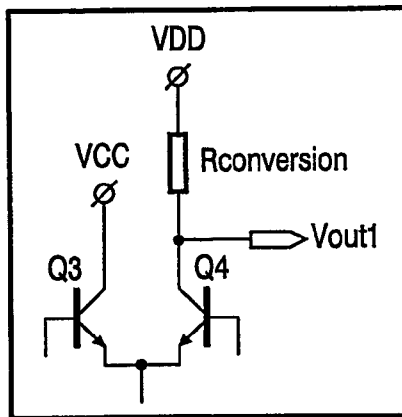 VDD
VCC
Rconversion
Vout1
Q3
Q4